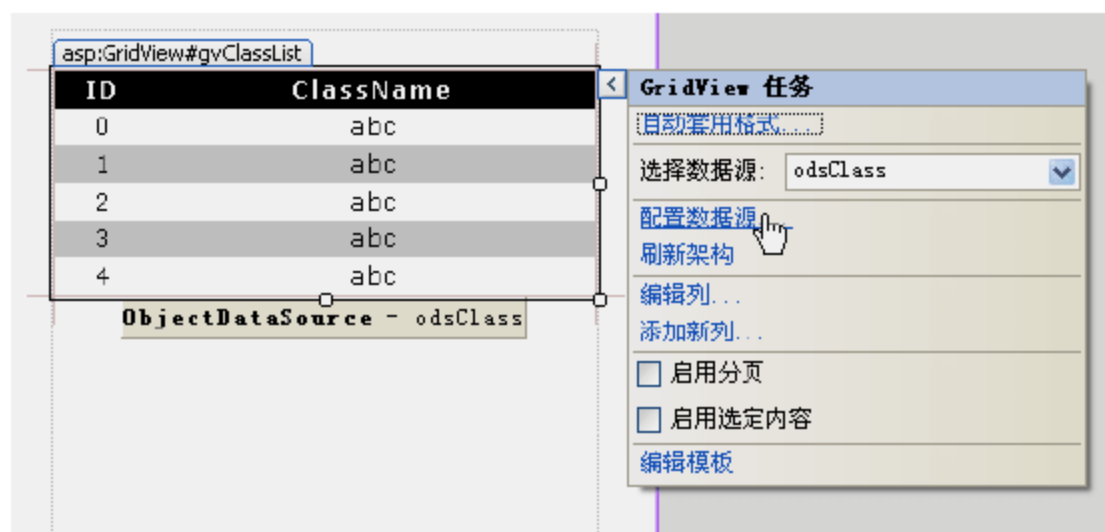 asp:GridView#gvClassList
ID ClassName
0 abc
1 abc
2 abc
3 abc
4 abc
ObjectDataSource - odsClass
GridView 任务
自动套用格式...
选择数据源: odsClass
配置数据源...
刷新架构
编辑列...
添加新列...
启用分页
启用选定内容
编辑模板